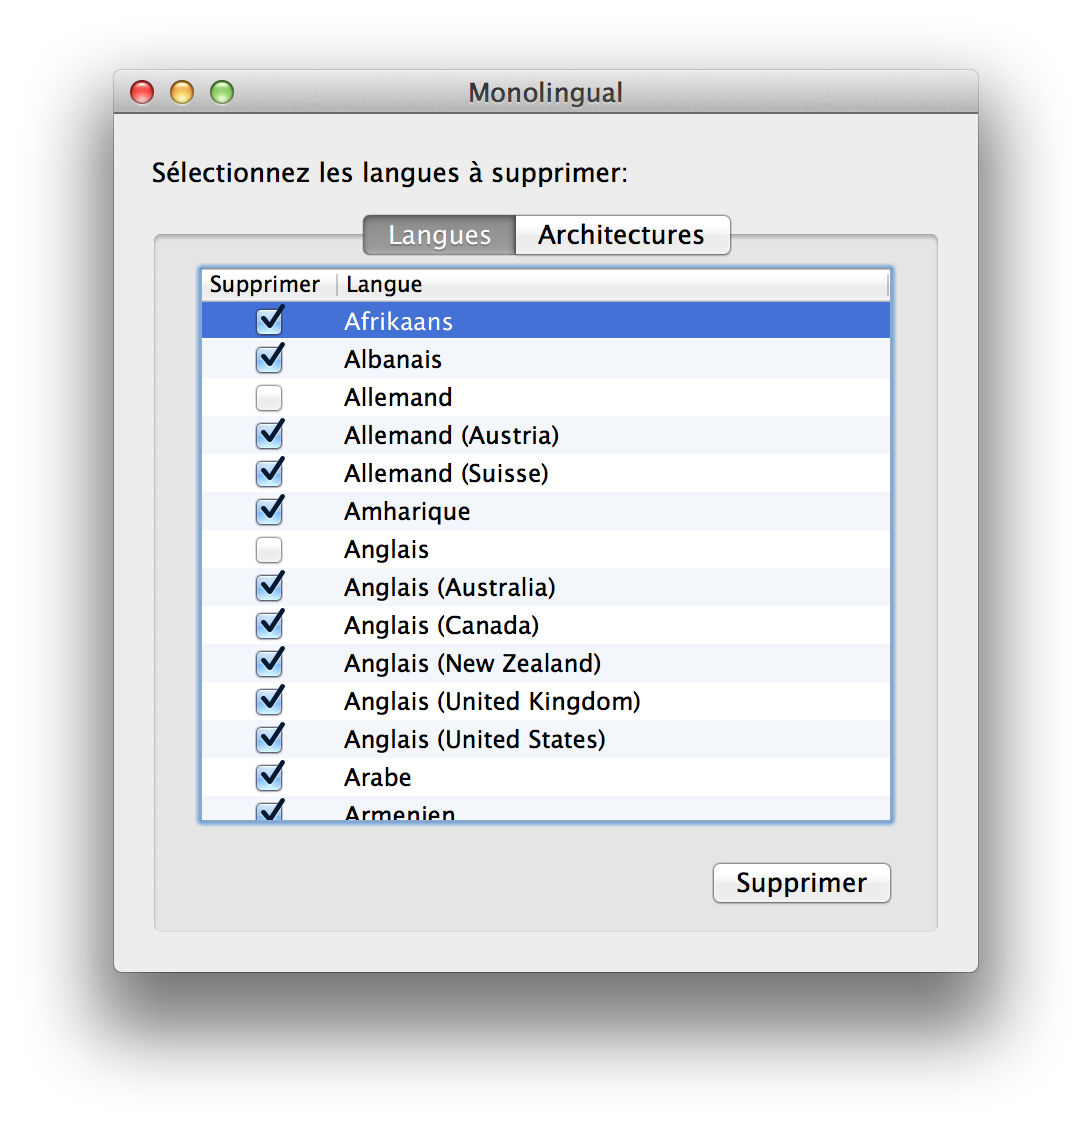 Monolingual
Sélectionnez les langues à supprimer:
Langues Architectures
Supprimer Langue
Afrikaans
Albanais
Allemand
Allemand (Austria)
Allemand (Suisse)
Amharique
Anglais
Anglais (Australia)
Anglais (Canada)
Anglais (New Zealand)
Anglais (United Kingdom)
Anglais (United States)
Arabe
Armenien
Supprimer